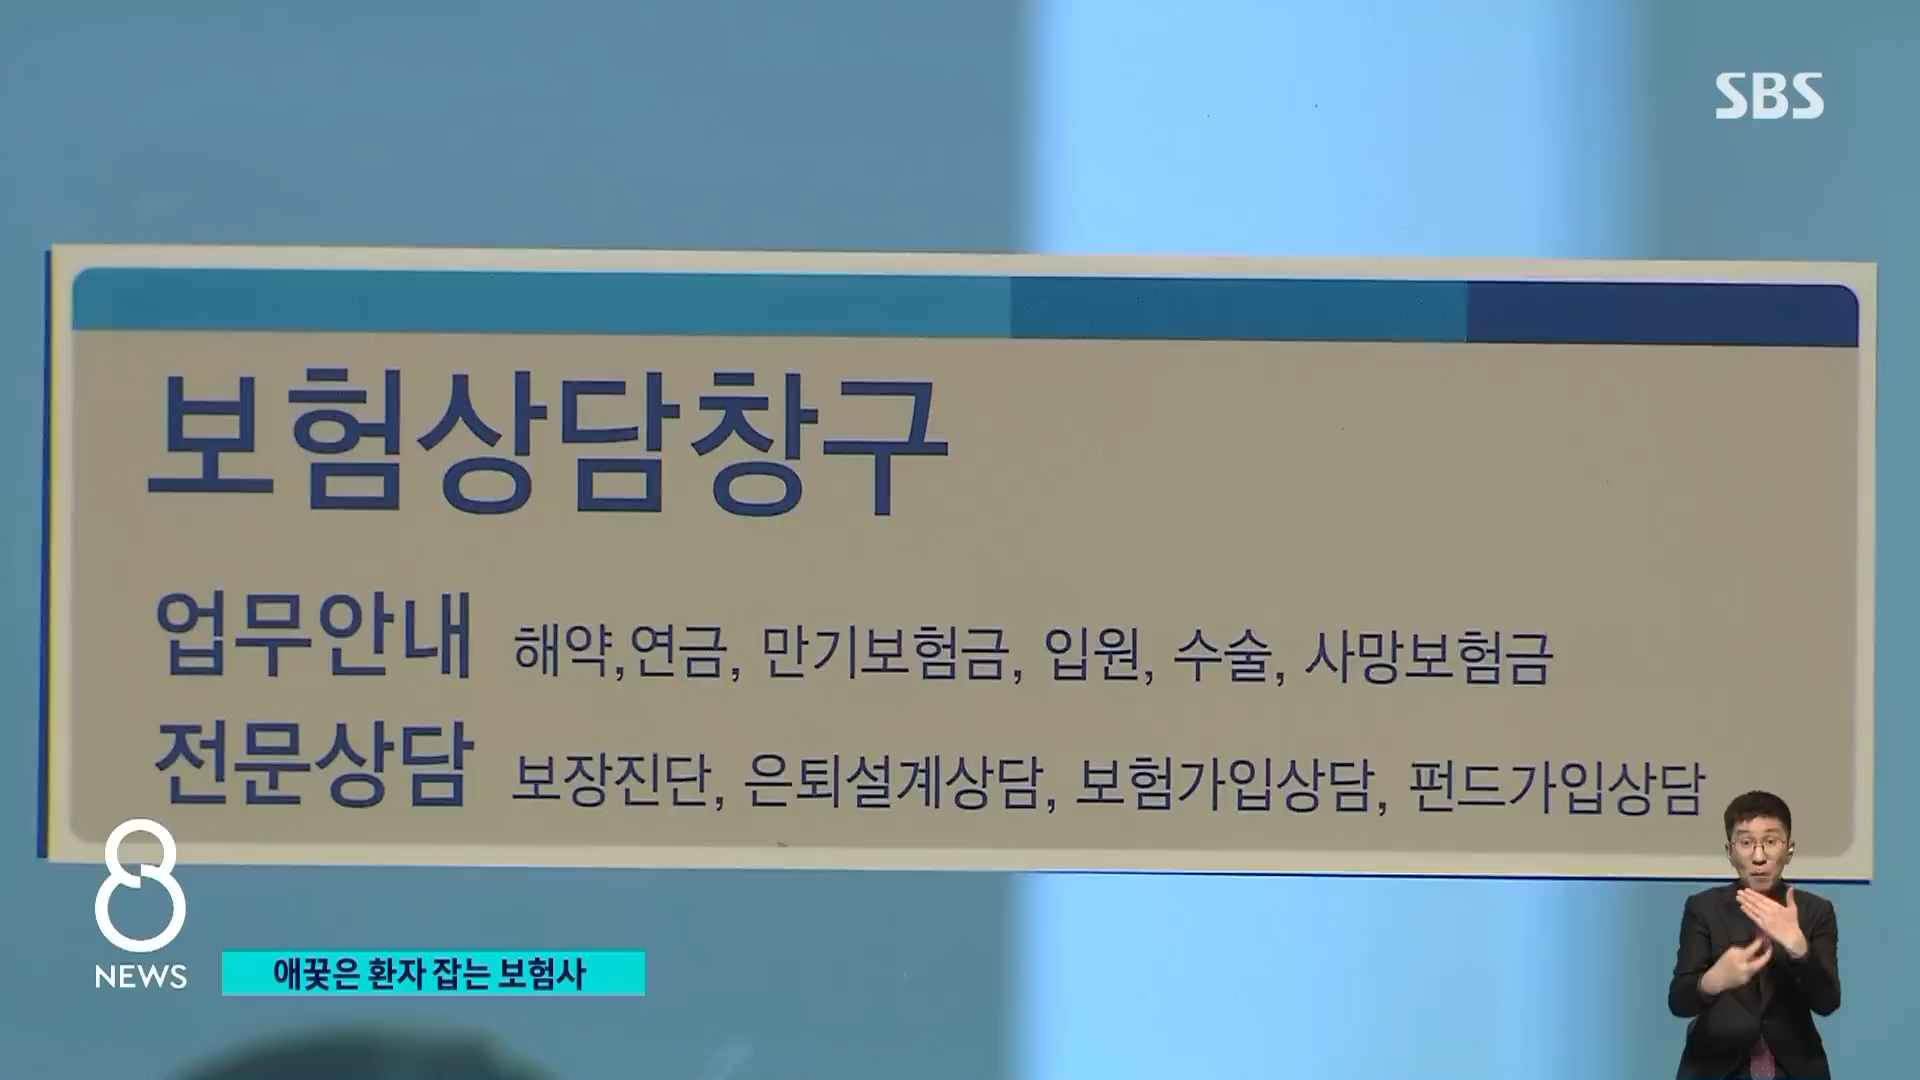 SBS
보험상담창구
업무안내 해약,연금, 만기보험금, 입원, 수술, 사망보험금
전문상담 보장진단, 은퇴설계상담, 보험가입상담, 펀드가입상담
8
NEWS
애꿎은 환자 잡는 보험사